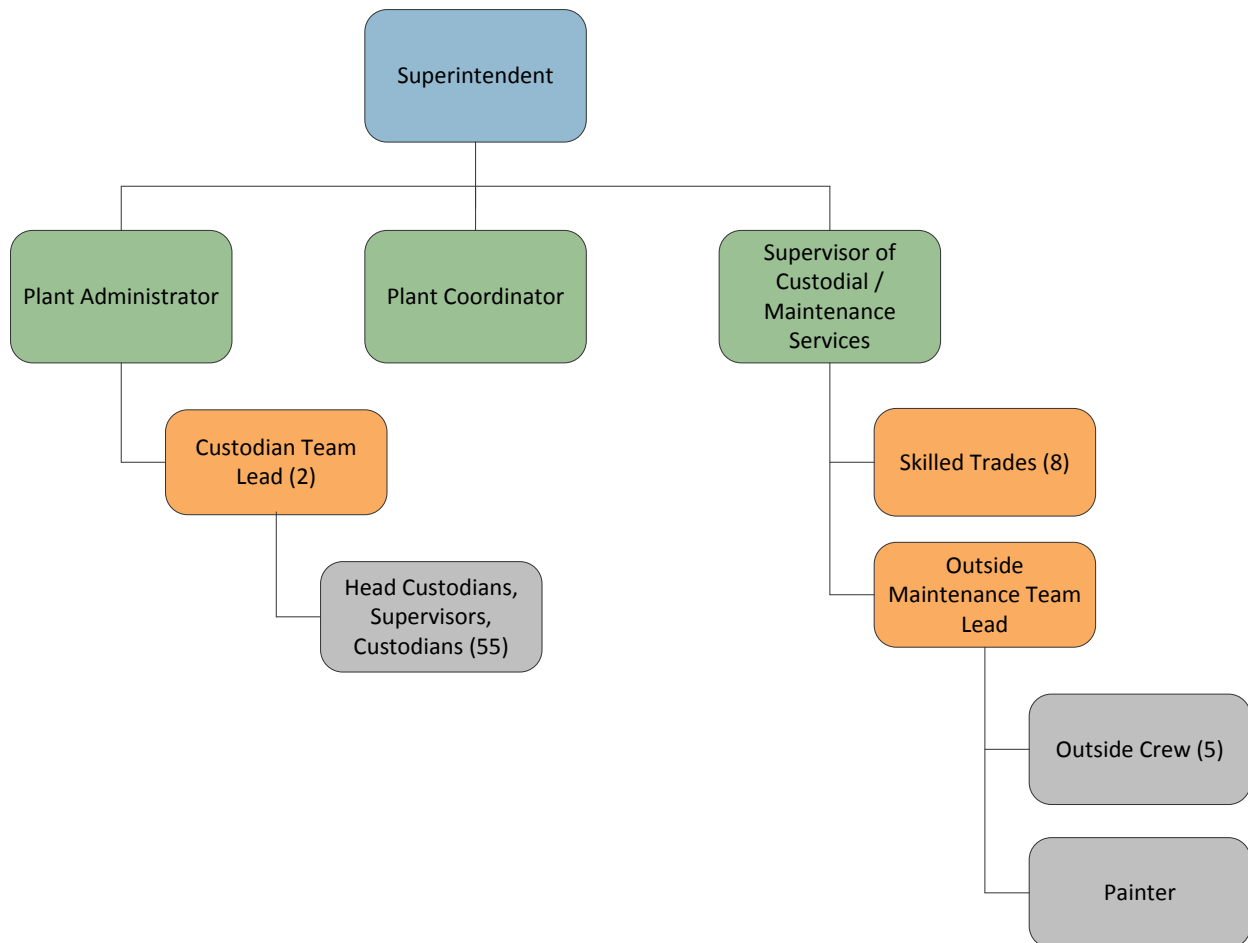 Superintendent
Plant Administrator
Plant Coordinator
Supervisor of
Custodial /
Maintenance
Services
Custodian Team
Lead (2)
Skilled Trades (8)
Head Custodians,
Supervisors,
Custodians (55)
Outside
Maintenance Team
Lead
Outside Crew (5)
Painter